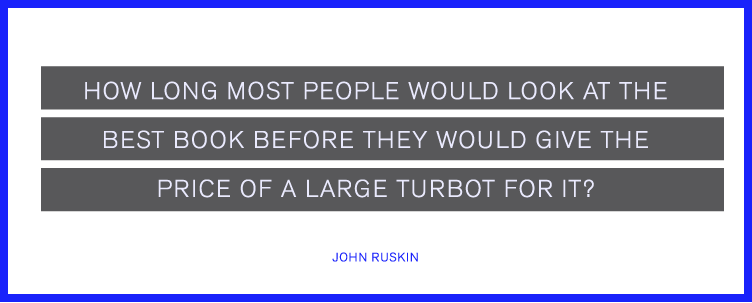 HOW LONG MOST PEOPLE WOULD LOOK AT THE
BEST BOOK BEFORE THEY WOULD GIVE THE
PRICE OF A LARGE TURBOT FOR IT?
JOHN RUSKIN